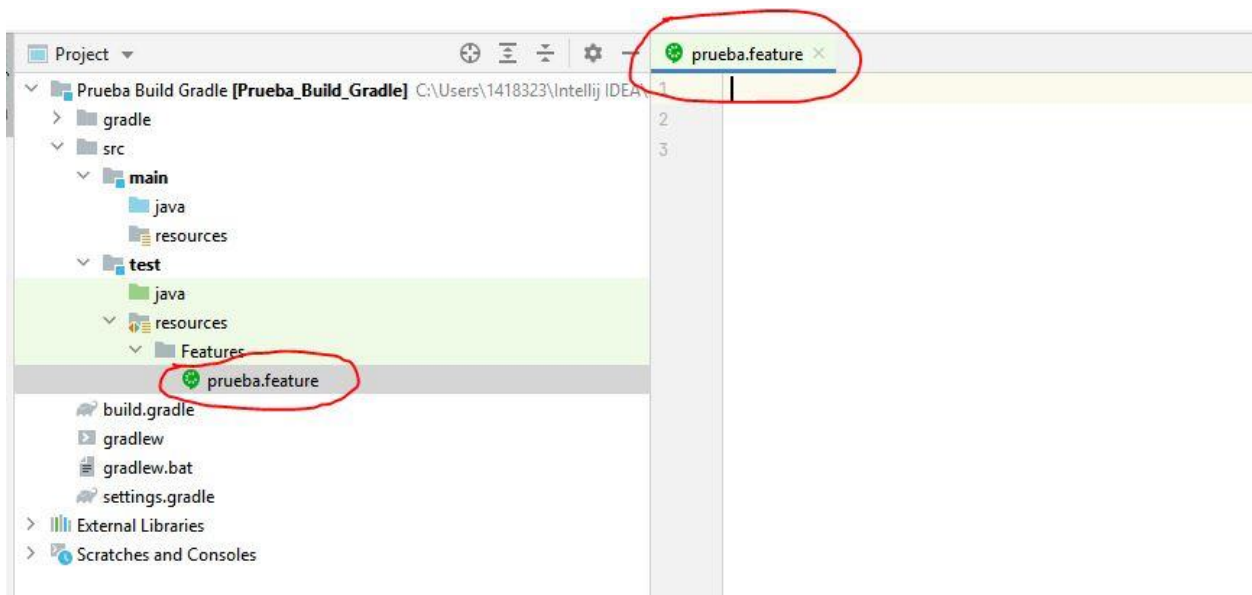 Project
prueba.feature
Prueba Build Gradle [Prueba_Build_Gradle] C:\Users\1418323\Intellij IDEA\
1
gradle
2
src
3
main
java
resources
test
java
resources
Features
prueba.feature
build.gradle
gradlew
gradlew.bat
settings.gradle
External Libraries
Scratches and Consoles